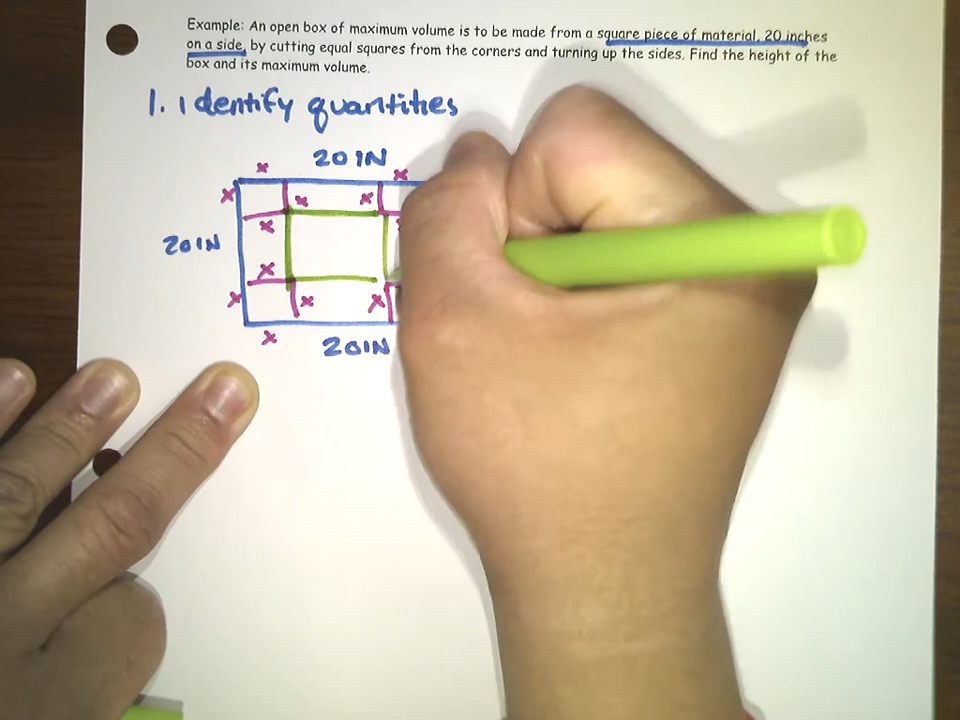 Example: An open box of maximum volume is to be made from a square piece of material, 20 inches
on a side, by cutting equal squares from the corners and turning up the sides. Find the height of the
box and its maximum volume.
1. Identify quantities
20 IN
x x
x x x
x
20 IN
x
x x x
x
20 IN